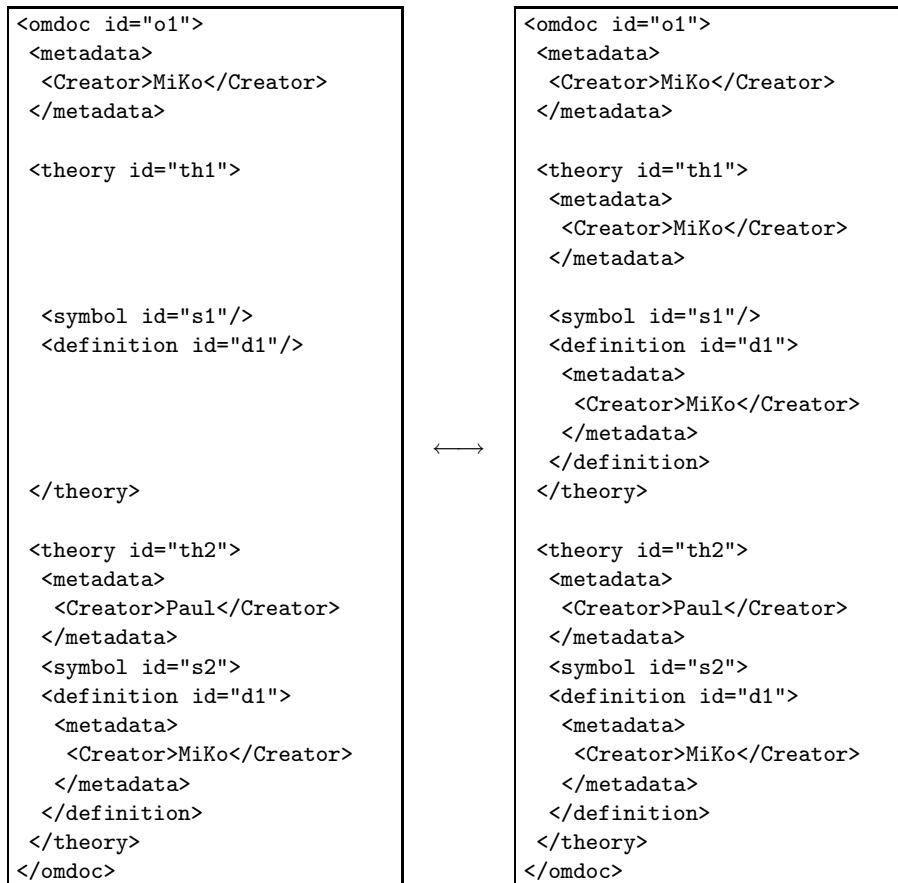 <omdoc id="o1">
<metadata>
<Creator>MiKo</Creator>
</metadata>
<theory id="th1">
<symbol id="s1"/>
<definition id="d1"/>
</theory>
<theory id="th2">
<metadata>
<Creator>Paul</Creator>
</metadata>
<symbol id="s2">
<definition id="d1">
<metadata>
<Creator>MiKo</Creator>
</metadata>
</definition>
</theory>
</omdoc>
⟷
<omdoc id="o1">
<metadata>
<Creator>MiKo</Creator>
</metadata>
<theory id="th1">
<metadata>
<Creator>MiKo</Creator>
</metadata>
<symbol id="s1"/>
<definition id="d1">
<metadata>
<Creator>MiKo</Creator>
</metadata>
</definition>
</theory>
<theory id="th2">
<metadata>
<Creator>Paul</Creator>
</metadata>
<symbol id="s2">
<definition id="d1">
<metadata>
<Creator>MiKo</Creator>
</metadata>
</definition>
</theory>
</omdoc>